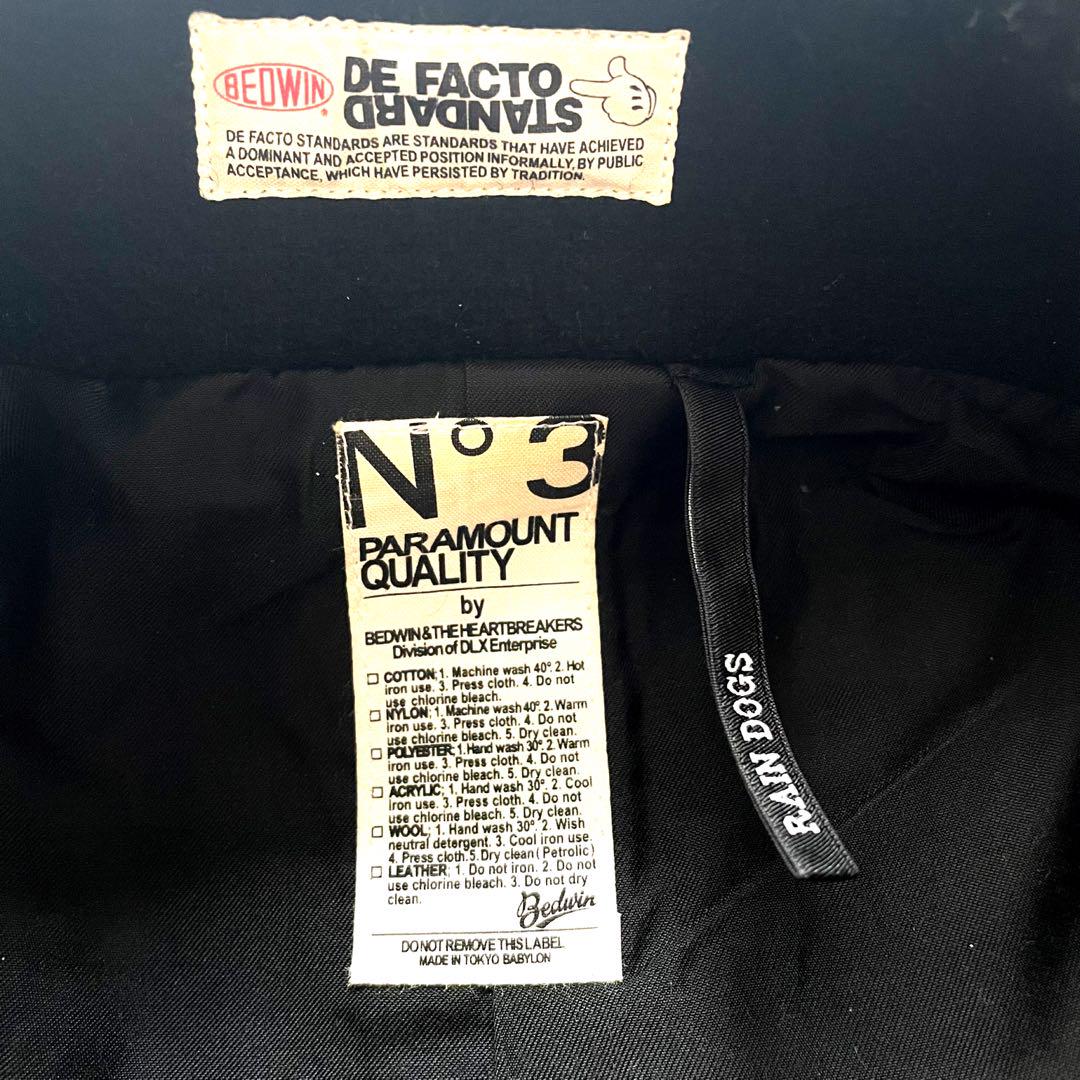 BEDWIN
DE FACTO
STANDARD
DE FACTO STANDARDS ARE STANDARDS THAT HAVE ACHIEVED
A DOMINANT AND ACCEPTED POSITION INFORMALLY, BY PUBLIC
ACCEPTANCE, WHICH HAVE PERSISTED BY TRADITION.
N° 3
PARAMOUNT
QUALITY
by
BEDWIN&THEHEARTBREAKERS
Division of DLX Enterprise
COTTON; 1. Machine wash 40°. 2. Hot
iron use. 3. Press cloth. 4. Do not
use chlorine bleach.
NYLON; 1. Machine wash 40°. 2. Warm
iron use. 3. Press cloth. 4. Do not
use chlorine bleach. 5. Dry clean.
POLYESTER; 1. Hand wash 30°. 2. Warm
iron use. 3. Press cloth. 4. Do not
use chlorine bleach. 5. Dry clean.
ACRYLIC; 1. Hand wash 30°. 2. Cool
iron use. 3. Press cloth. 4. Do not
use chlorine bleach. 5. Dry clean.
WOOL; 1. Hand wash 30°. 2. Wish
neutral detergent. 3. Cool iron use.
4. Press cloth. 5. Dry clean (Petrolic)
LEATHER; 1. Do not iron. 2. Do not
use chlorine bleach. 3. Do not dry
clean.
Bedwin
DO NOT REMOVE THIS LABEL
MADE IN TOKYO BABYLON
RAIN DOGS